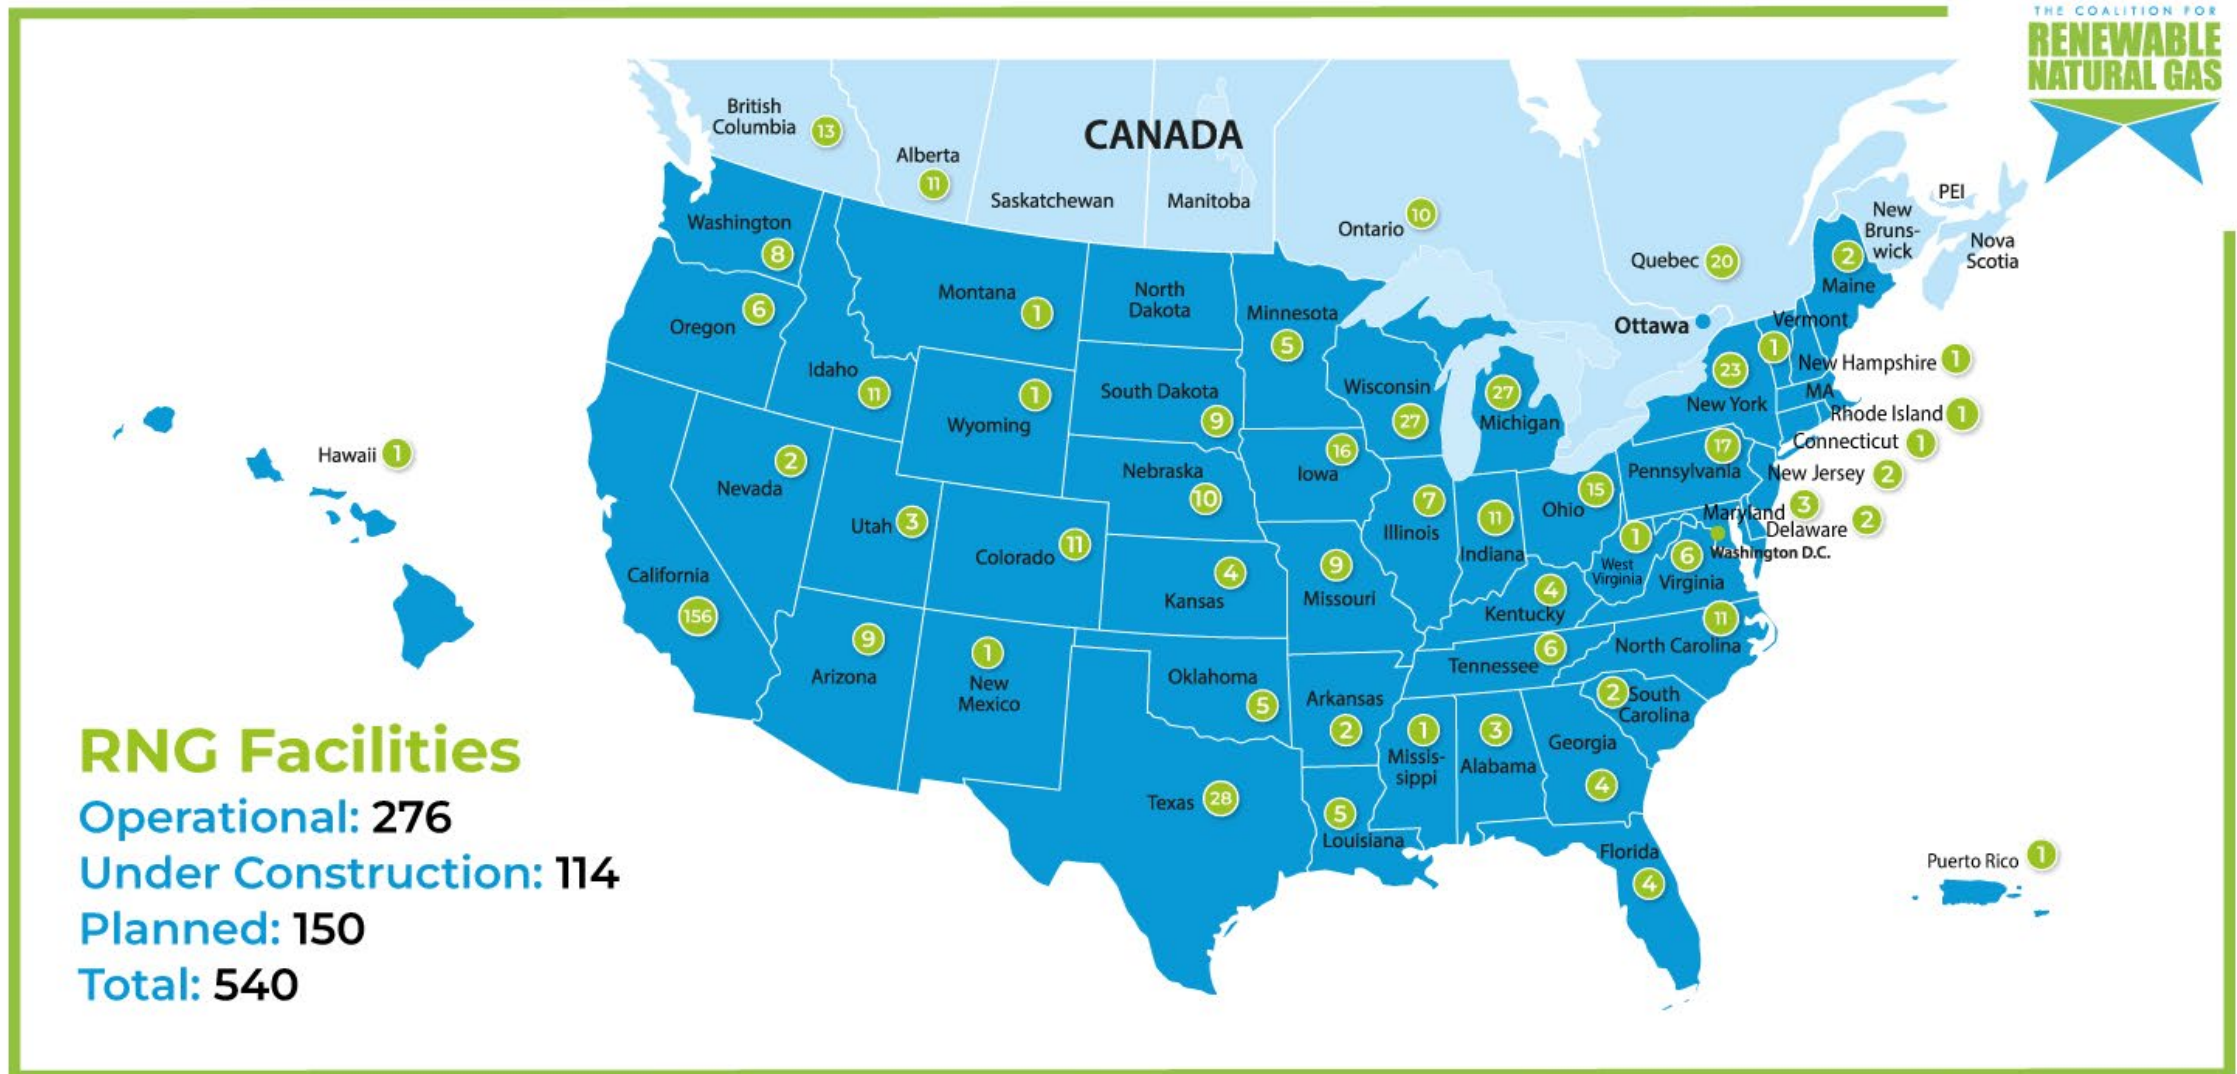 THE COALITION FOR
RENEWABLE
NATURAL GAS
British
Columbia
13
Alberta
11
CANADA
Saskatchewan
Manitoba
Ontario
10
Quebec
20
PEI
New
Bruns-
wick
Nova
Scotia
Washington
8
Oregon
6
Montana
1
North
Dakota
Minnesota
5
Ottawa
2
Maine
Vermont
1
New Hampshire
1
Idaho
11
Wyoming
1
South Dakota
9
Wisconsin
27
27
Michigan
23
New York
MA
Rhode Island
1
Connecticut
1
Hawaii
1
2
Nevada
Utah
3
Colorado
11
Nebraska
10
16
Iowa
7
Illinois
11
Indiana
15
Ohio
17
Pennsylvania
New Jersey
2
Maryland
3
Delaware
2
Washington D.C.
California
156
4
Kansas
9
Missouri
4
Kentucky
1
West
Virginia
6
Virginia
11
North Carolina
9
Arizona
1
New
Mexico
Oklahoma
5
Arkansas
2
6
Tennessee
2
South
Carolina
1
Missis-
sippi
3
Alabama
Georgia
4
Texas
28
5
Louisiana
Florida
4
Puerto Rico
1
RNG Facilities
Operational: 276
Under Construction: 114
Planned: 150
Total: 540